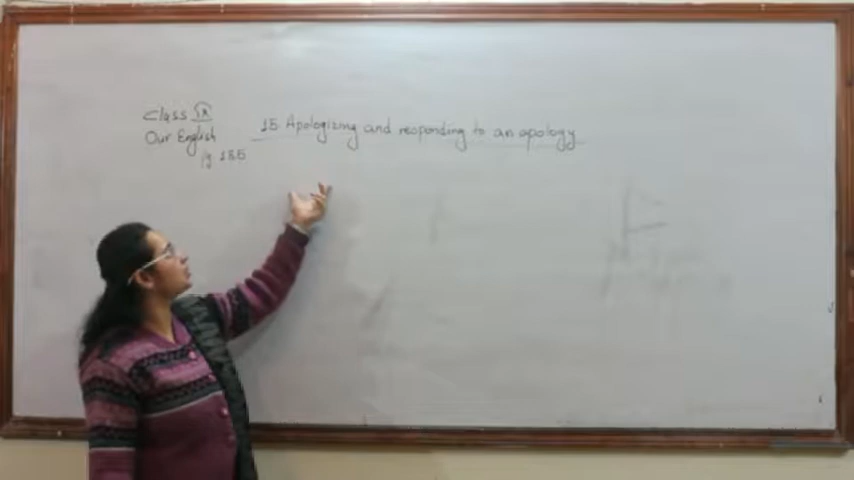 Class IX
Our English
Pg 185
15 Apologizing and responding to an apology